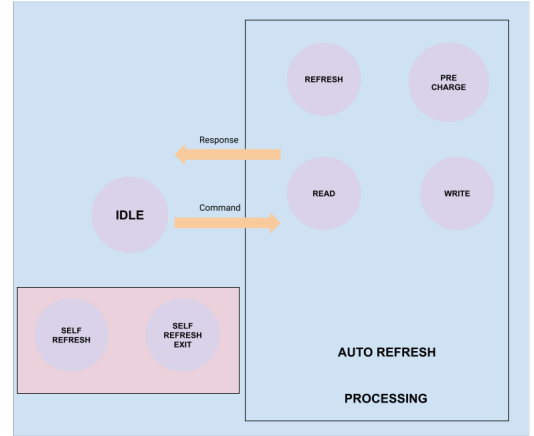 REFRESH
PRE
CHARGE
Response
READ
WRITE
IDLE
Command
SELF
REFRESH
SELF
REFRESH
EXIT
AUTO REFRESH
PROCESSING